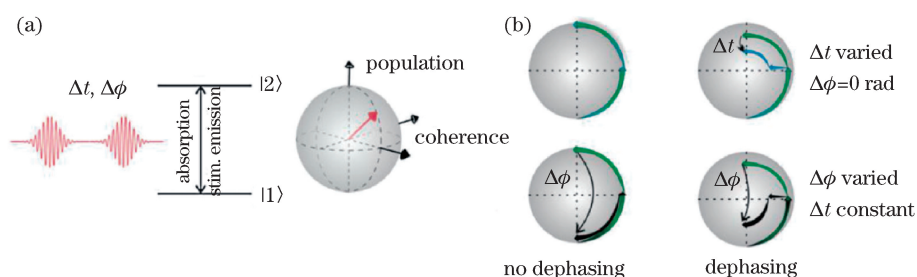 (a)
Δt, Δϕ
|2⟩
absorption
stim. emission
|1⟩
population
coherence
(b)
Δt
Δt varied
Δϕ=0 rad
Δϕ
Δϕ
Δϕ varied
Δt constant
no dephasing
dephasing